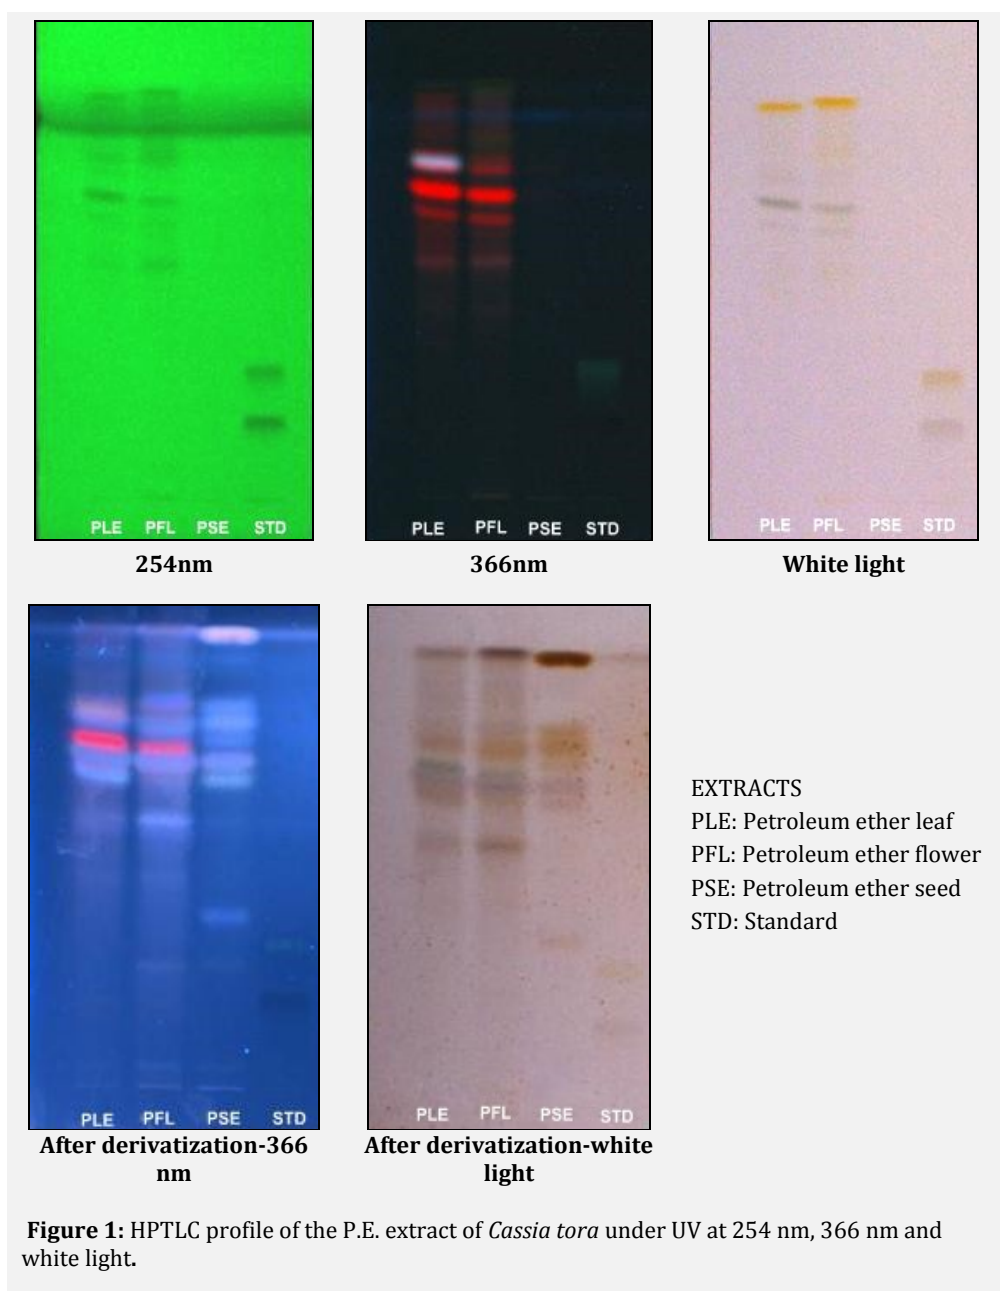 PLE PFL PSE STD
254nm
PLE PFL PSE STD
366nm
PLE PFL PSE STD
White light
PLE PFL PSE STD
After derivatization-366
nm
PLE PFL PSE STD
After derivatization-white
light
EXTRACTS
PLE: Petroleum ether leaf
PFL: Petroleum ether flower
PSE: Petroleum ether seed
STD: Standard
Figure 1: HPTLC profile of the P.E. extract of Cassia tora under UV at 254 nm, 366 nm and
white light.